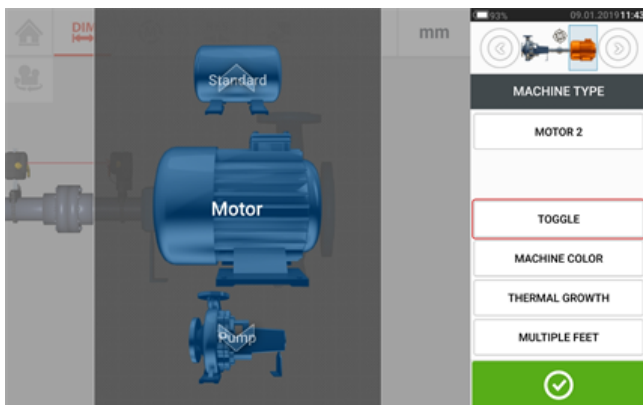 93% 09.01.2019 11:43
DIM
mm
Standard
Motor
Pump
MACHINE TYPE
MOTOR 2
TOGGLE
MACHINE COLOR
THERMAL GROWTH
MULTIPLE FEET